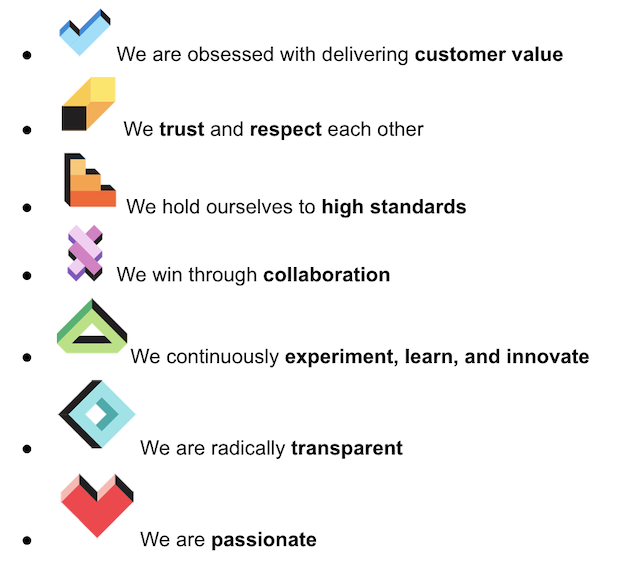 We are obsessed with delivering customer value
We trust and respect each other
We hold ourselves to high standards
We win through collaboration
We continuously experiment, learn, and innovate
We are radically transparent
We are passionate